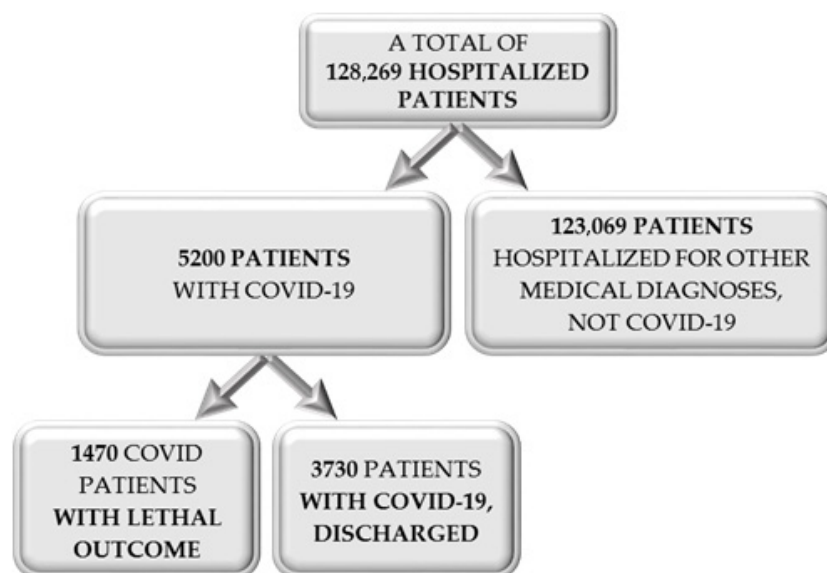 A TOTAL OF
128,269 HOSPITALIZED
PATIENTS
5200 PATIENTS
WITH COVID-19
123,069 PATIENTS
HOSPITALIZED FOR OTHER
MEDICAL DIAGNOSES,
NOT COVID-19
1470 COVID
PATIENTS
WITH LETHAL
OUTCOME
3730 PATIENTS
WITH COVID-19,
DISCHARGED